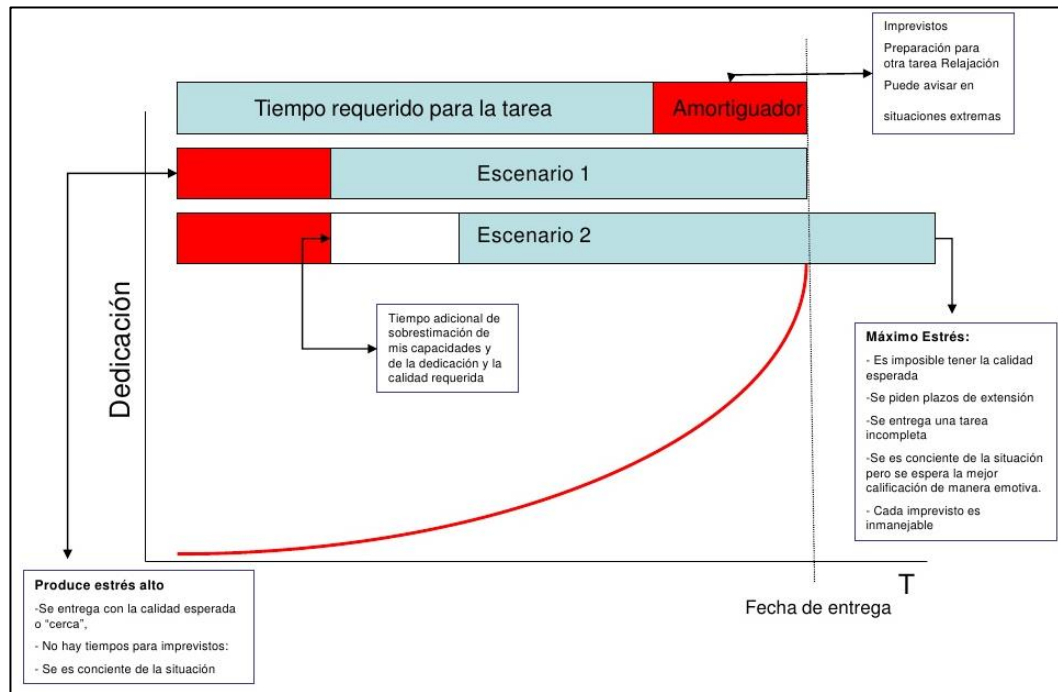 Imprevistos
Preparación para
otra tarea Relajación
Puede avisar en
situaciones extremas
Tiempo requerido para la tarea
Amortiguador
Escenario 1
Escenario 2
Dedicación
Tiempo adicional de
sobrestimación de
mis capacidades y
de la dedicación y la
calidad requerida
Máximo Estrés:
- Es imposible tener la calidad
esperada
-Se piden plazos de extensión
-Se entrega una tarea
incompleta
-Se es conciente de la situación
pero se espera la mejor
calificación de manera emotiva.
- Cada imprevisto es
inmanejable
T
Fecha de entrega
Produce estrés alto
-Se entrega con la calidad esperada
o “cerca”,
- No hay tiempos para imprevistos:
- Se es conciente de la situación